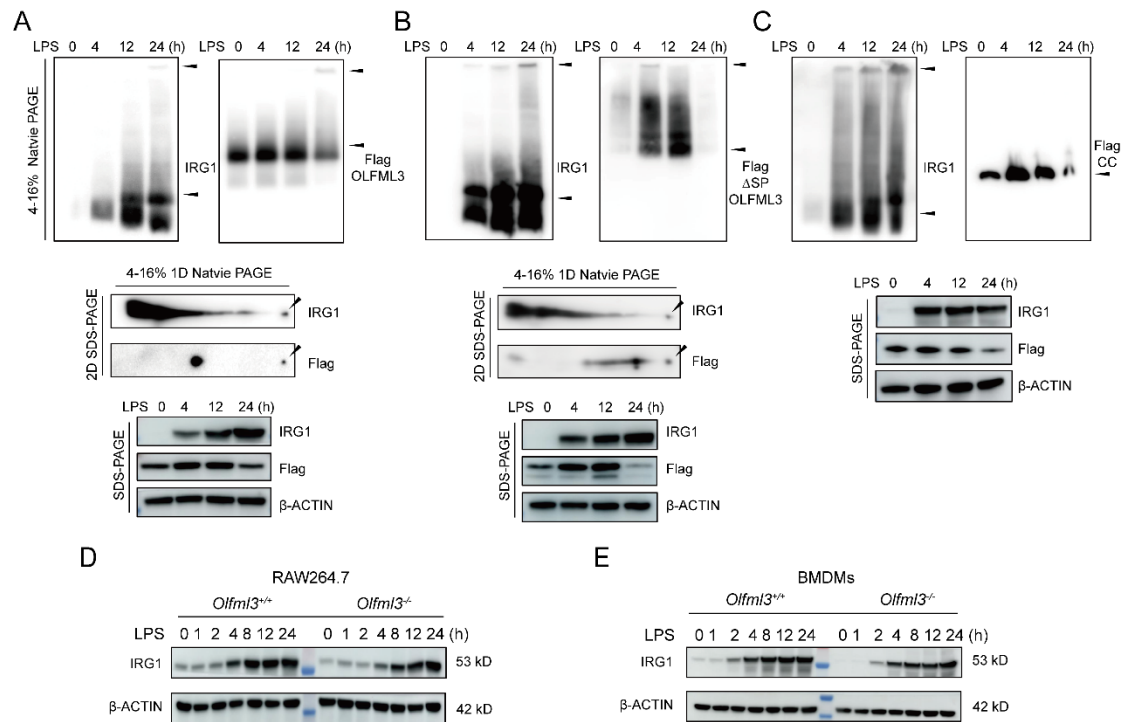 A
LPS 0 4 12 24 (h) 0 4 12 24 (h)
4-16% Natvie PAGE
IRG1
Flag
OLFML3
4-16% 1D Natvie PAGE
2D SDS-PAGE
IRG1
Flag
LPS 0 4 12 24 (h)
SDS-PAGE
IRG1
Flag
β-ACTIN
B
LPS 0 4 12 24 (h) 0 4 12 24 (h)
IRG1
Flag
ΔSP
OLFML3
4-16% 1D Natvie PAGE
2D SDS-PAGE
IRG1
Flag
LPS 0 4 12 24 (h)
SDS-PAGE
IRG1
Flag
β-ACTIN
C
LPS 0 4 12 24 (h) 0 4 12 24 (h)
IRG1
Flag
CC
LPS 0 4 12 24 (h)
SDS-PAGE
IRG1
Flag
β-ACTIN
D
RAW264.7
Olfml3+/+ Olfml3-/-
LPS 0 1 2 4 8 12 24 0 1 2 4 8 12 24 (h)
IRG1 53 kD
β-ACTIN 42 kD
E
BMDMs
Olfml3+/+ Olfml3-/-
LPS 0 1 2 4 8 12 24 0 1 2 4 8 12 24 (h)
IRG1 53 kD
β-ACTIN 42 kD